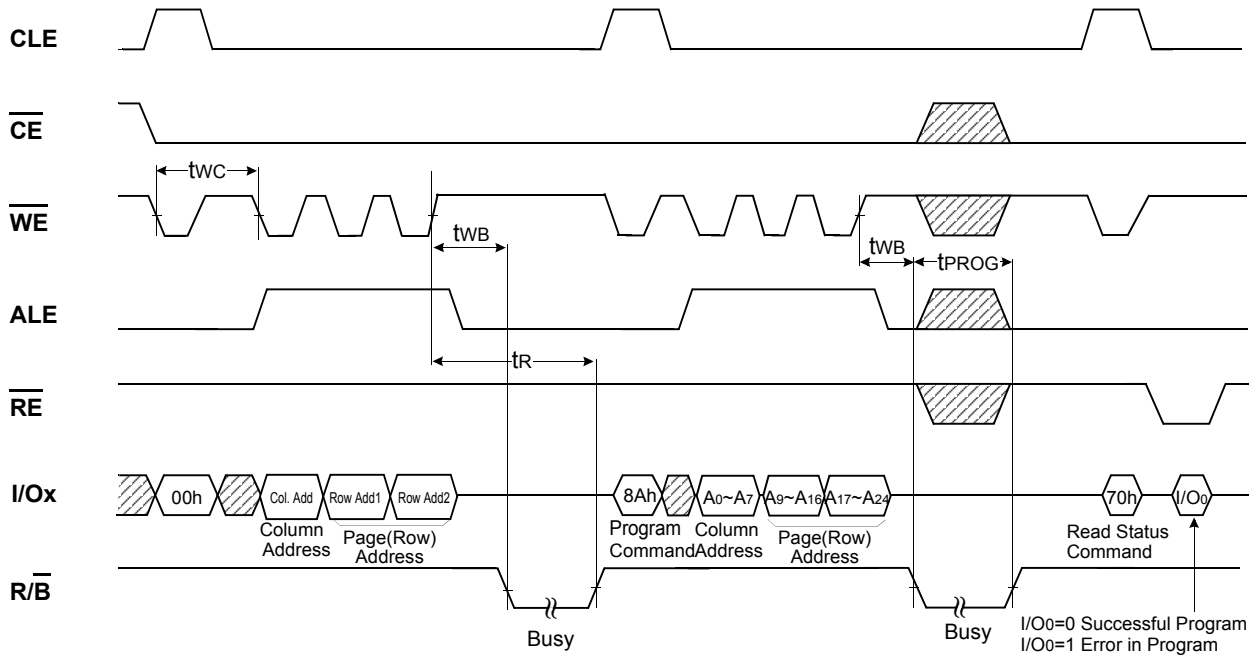 CLE
CE
tWC
WE
tWB
tWB
tPROG
ALE
tR
RE
I/Ox
00h
Col. Add
Row Add1
Row Add2
8Ah
A0~A7
A9~A16
A17~A24
70h
I/O0
Column
Address
Page(Row)
Address
Program
Command
Column
Address
Page(Row)
Address
Read Status
Command
R/B
Busy
Busy
I/O0=0 Successful Program
I/O0=1 Error in Program